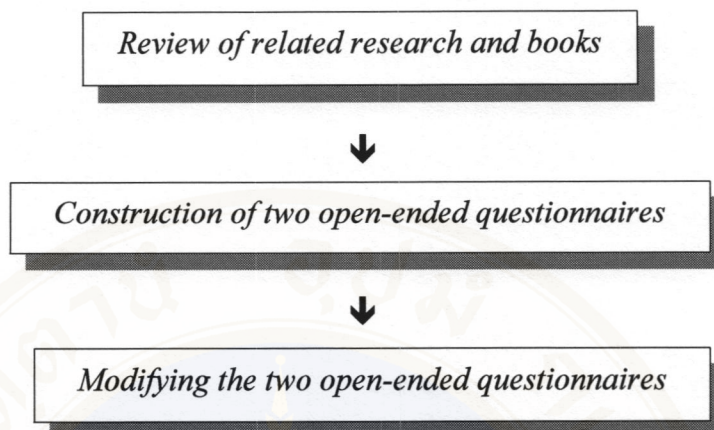 Review of related research and books
Construction of two open-ended questionnaires
Modifying the two open-ended questionnaires